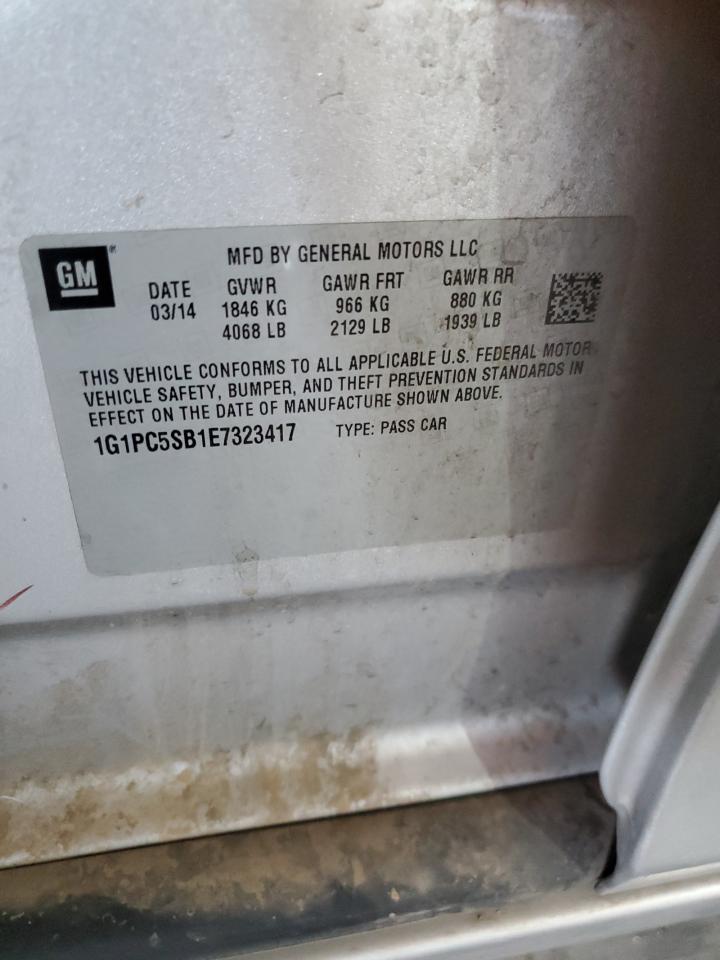 GM®
MFD BY GENERAL MOTORS LLC
DATE GVWR GAWR FRT GAWR RR
03/14 1846 KG 966 KG 880 KG
4068 LB 2129 LB 1939 LB
THIS VEHICLE CONFORMS TO ALL APPLICABLE U.S. FEDERAL MOTOR
VEHICLE SAFETY, BUMPER, AND THEFT PREVENTION STANDARDS IN
EFFECT ON THE DATE OF MANUFACTURE SHOWN ABOVE.
1G1PC5SB1E7323417 TYPE: PASS CAR